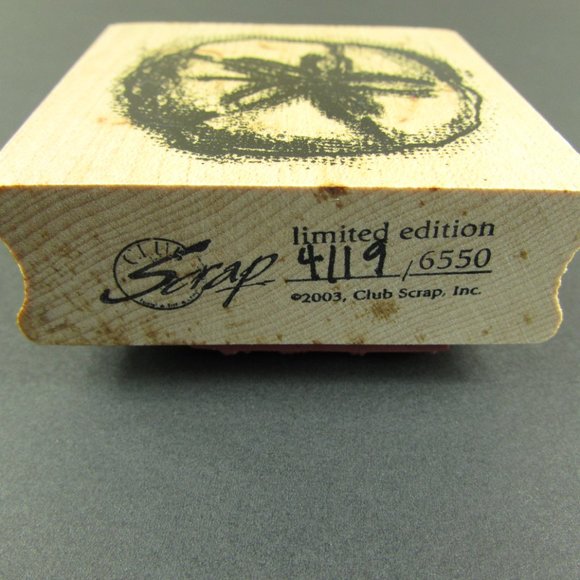 CLUB
Scrap
limited edition
4119/6550
©2003, Club Scrap, Inc.